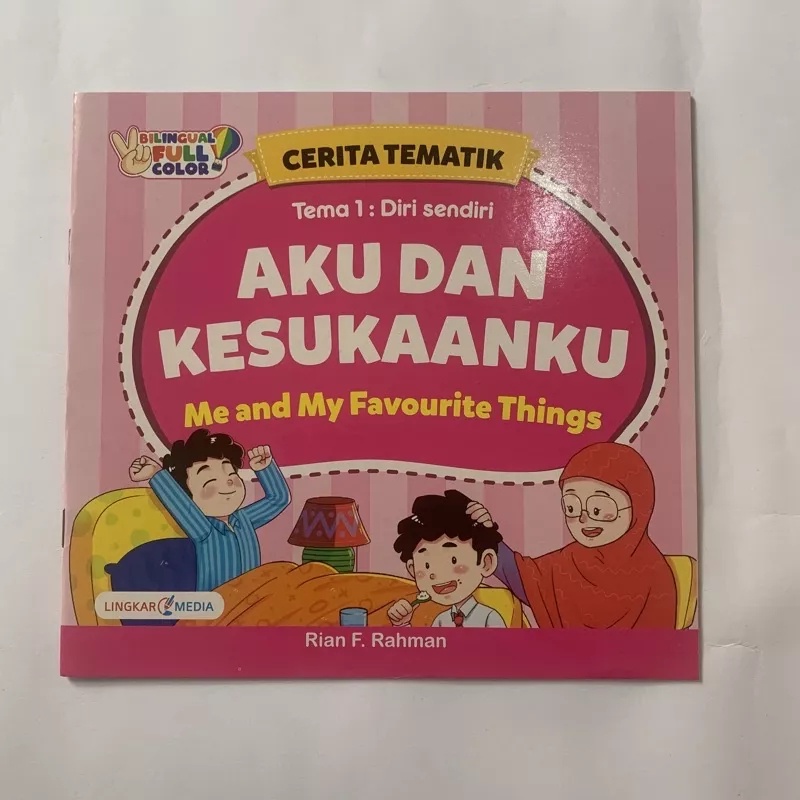 BILINGUAL
FULL
COLOR
CERITA TEMATIK
Tema 1 : Diri sendiri
AKU DAN
KESUKAANKU
Me and My Favourite Things
LINGKAR MEDIA
Rian F. Rahman